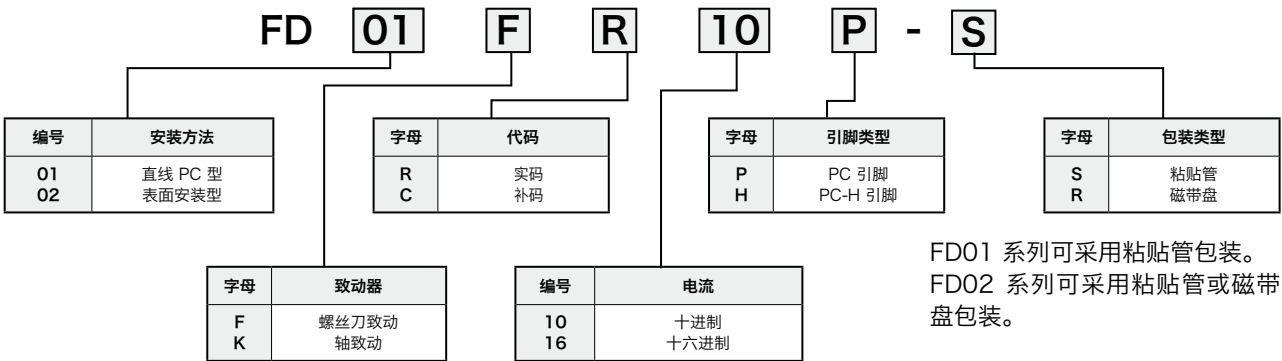 FD 01 F R 10 P - S
编号 安装方法
01 直线 PC 型
02 表面安装型
字母 代码
R 实码
C 补码
字母 引脚类型
P PC 引脚
H PC-H 引脚
字母 包装类型
S 粘贴管
R 磁带盘
字母 致动器
F 螺丝刀致动
K 轴致动
编号 电流
10 十进制
16 十六进制
FD01 系列可采用粘贴管包装。
FD02 系列可采用粘贴管或磁带
盘包装。